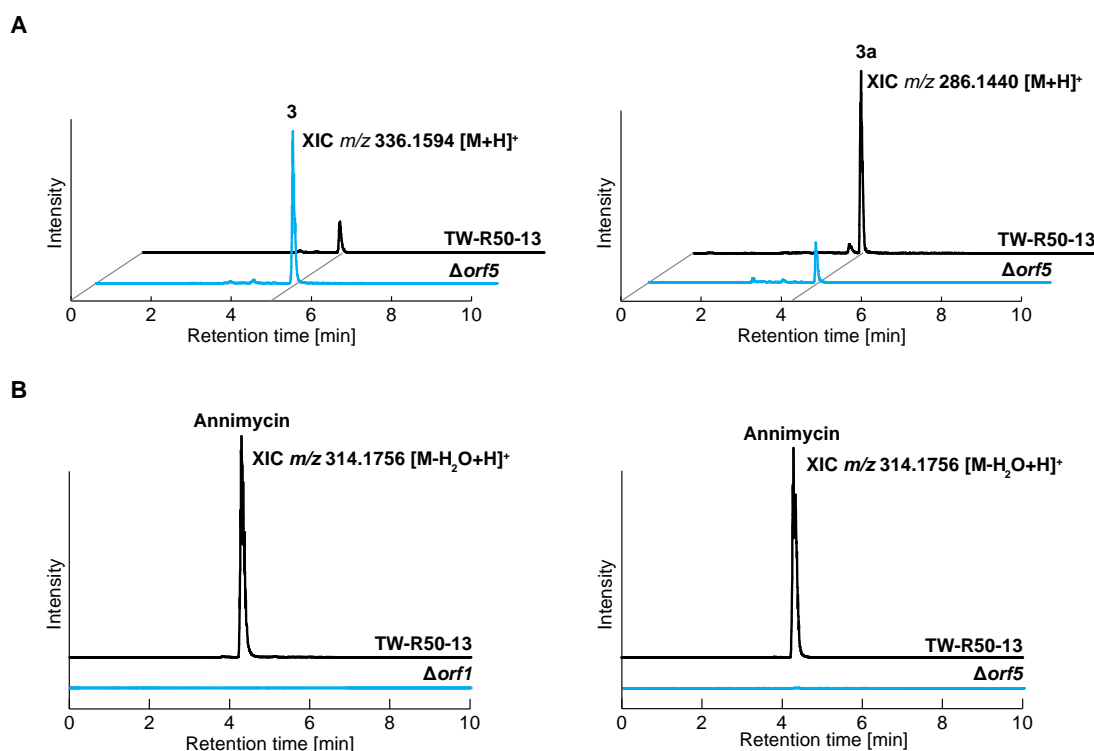 A
3
XIC m/z 336.1594 [M+H]⁺
Intensity
TW-R50-13
Δorf5
0 2 4 6 8 10
Retention time [min]
3a
XIC m/z 286.1440 [M+H]⁺
Intensity
TW-R50-13
Δorf5
0 2 4 6 8 10
Retention time [min]
B
Annimycin
XIC m/z 314.1756 [M-H₂O+H]⁺
Intensity
TW-R50-13
Δorf1
0 2 4 6 8 10
Retention time [min]
Annimycin
XIC m/z 314.1756 [M-H₂O+H]⁺
Intensity
TW-R50-13
Δorf5
0 2 4 6 8 10
Retention time [min]